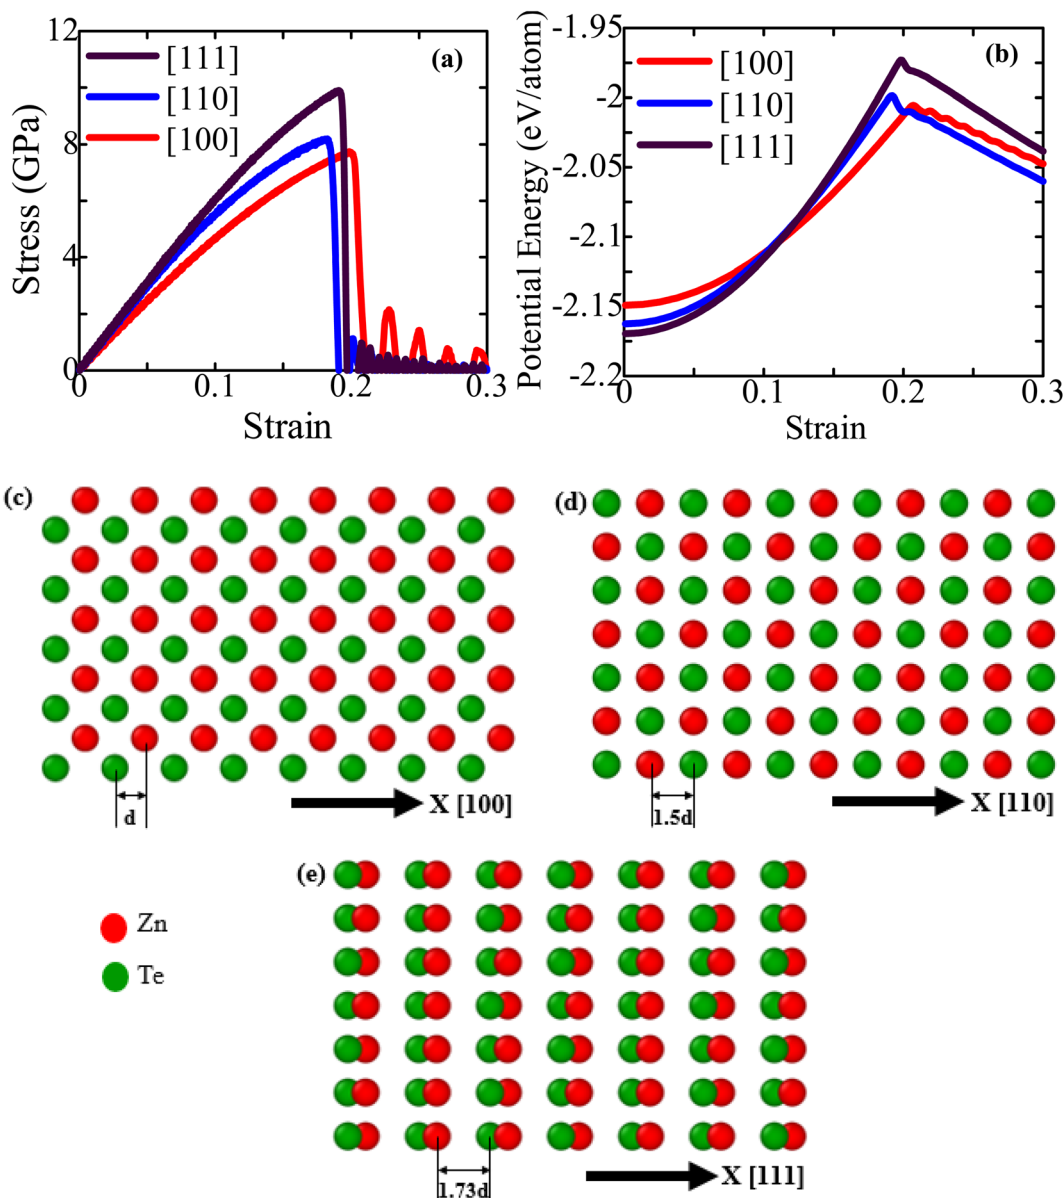 12
8
4
0
0
0.1
0.2
0.3
Stress (GPa)
Strain
[111]
[110]
[100]
(a)
-1.95
-2
-2.05
-2.1
-2.15
-2.2
0
0.1
0.2
0.3
Potential Energy (eV/atom)
Strain
[100]
[110]
[111]
(b)
(c)
d
X [100]
(d)
1.5d
X [110]
(e)
Zn
Te
1.73d
X [111]